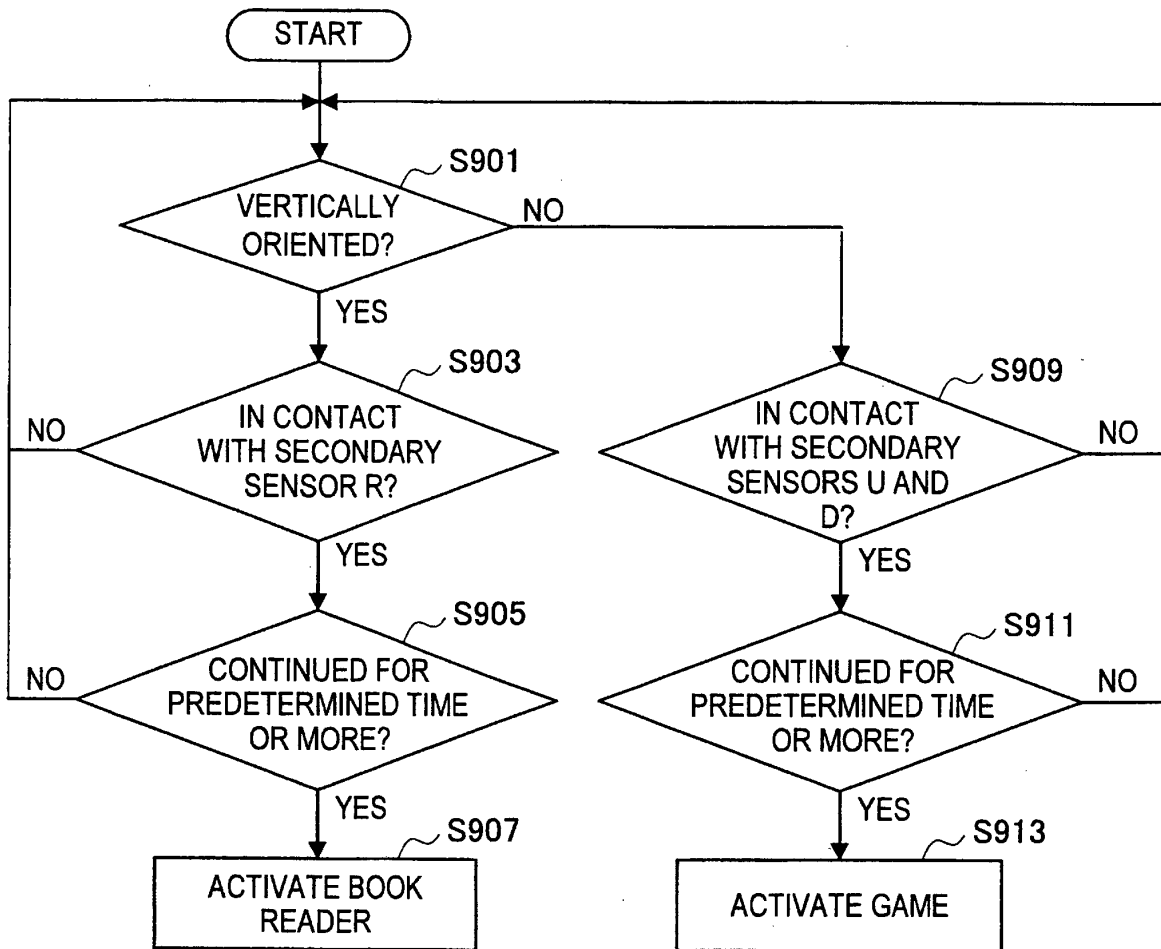 START
S901
VERTICALLY
ORIENTED?
NO
YES
S903
IN CONTACT
WITH SECONDARY
SENSOR R?
NO
YES
S905
CONTINUED FOR
PREDETERMINED TIME
OR MORE?
NO
YES
S907
ACTIVATE BOOK
READER
S909
IN CONTACT
WITH SECONDARY
SENSORS U AND
D?
NO
YES
S911
CONTINUED FOR
PREDETERMINED TIME
OR MORE?
NO
YES
S913
ACTIVATE GAME